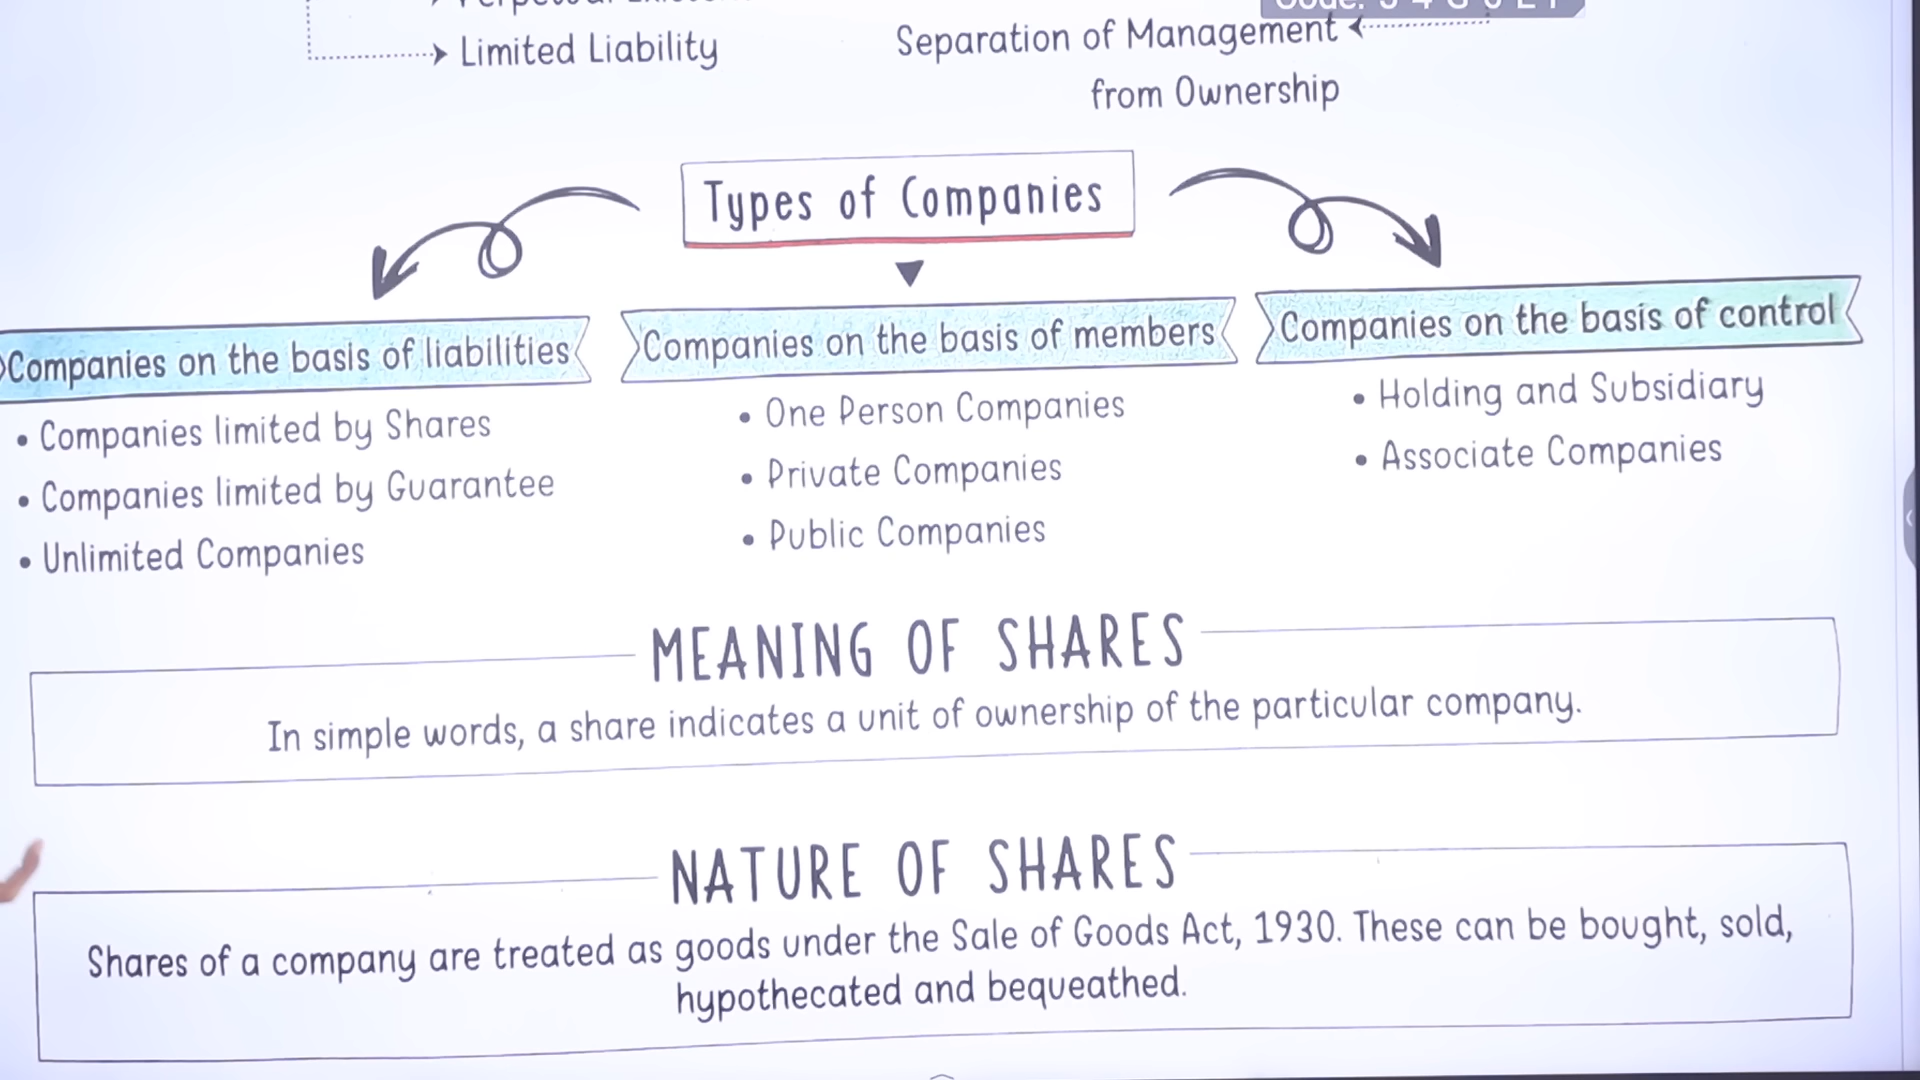 Limited Liability
Separation of Management
from Ownership
Types of Companies
Companies on the basis of liabilities
• Companies limited by Shares
• Companies limited by Guarantee
• Unlimited Companies
Companies on the basis of members
• One Person Companies
• Private Companies
• Public Companies
Companies on the basis of control
• Holding and Subsidiary
• Associate Companies
MEANING OF SHARES
In simple words, a share indicates a unit of ownership of the particular company.
NATURE OF SHARES
Shares of a company are treated as goods under the Sale of Goods Act, 1930. These can be bought, sold,
hypothecated and bequeathed.